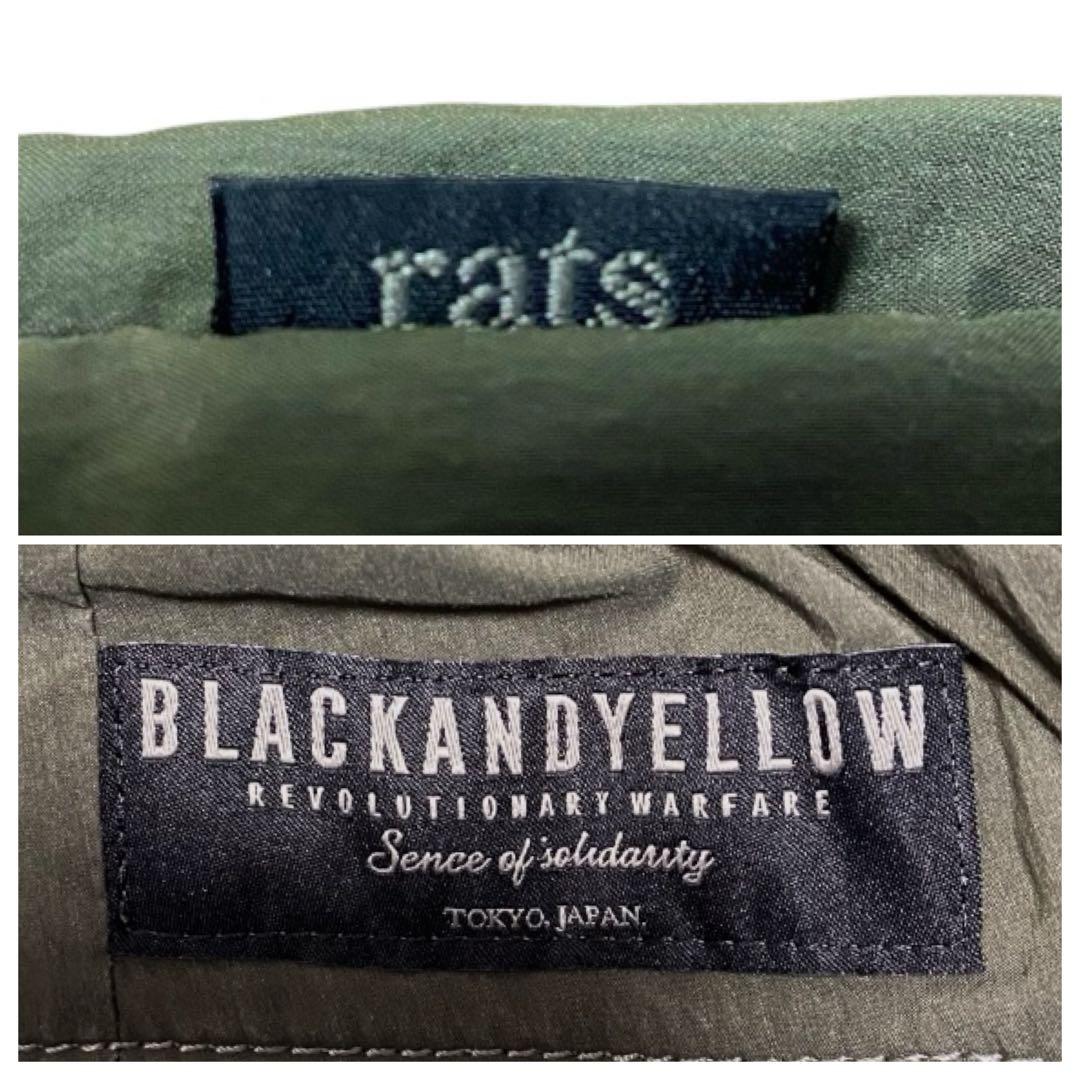 rats
BLACKANDYELLOW
REVOLUTIONARY WARFARE
Sence of solidarity
TOKYO, JAPAN.